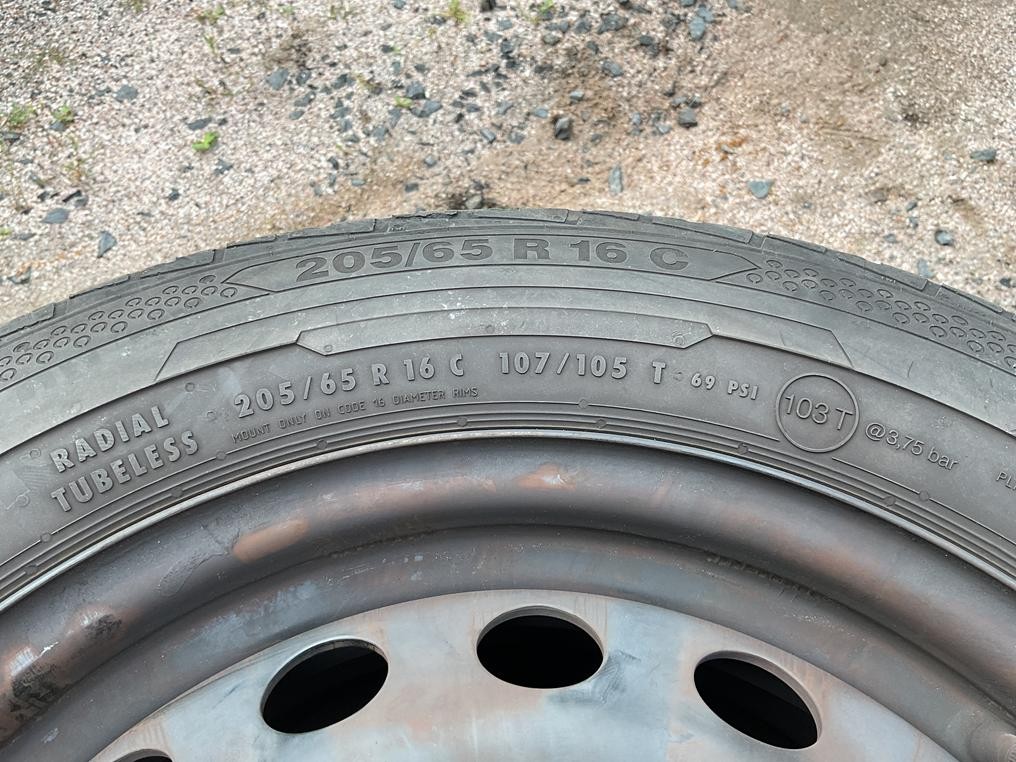 205/65 R 16 C
RADIAL
TUBELESS
205/65 R 16 C 107/105 T 69 PSI
MOUNT ONLY ON CODE 16 DIAMETER RIMS
103 T
@3,75 bar